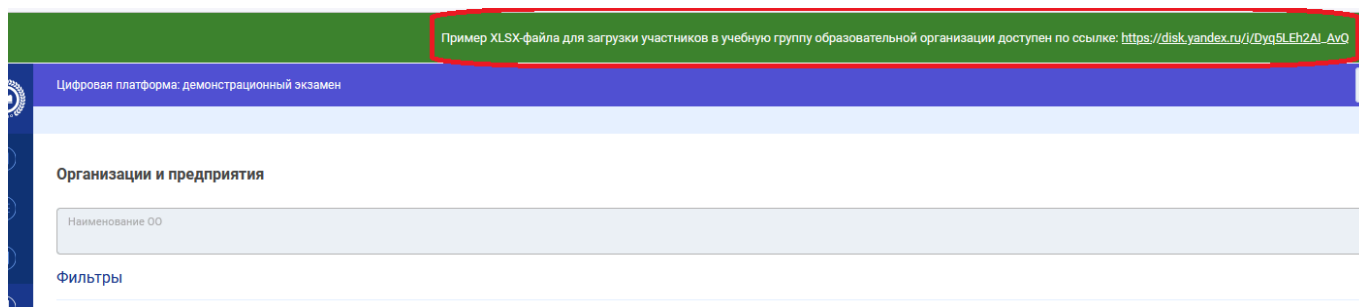 Пример XLSX-файла для загрузки участников в учебную группу образовательной организации доступен по ссылке: https://disk.yandex.ru/i/Dyq5LEh2AI_AvQ
Цифровая платформа: демонстрационный экзамен
Организации и предприятия
Наименование ОО
Фильтры